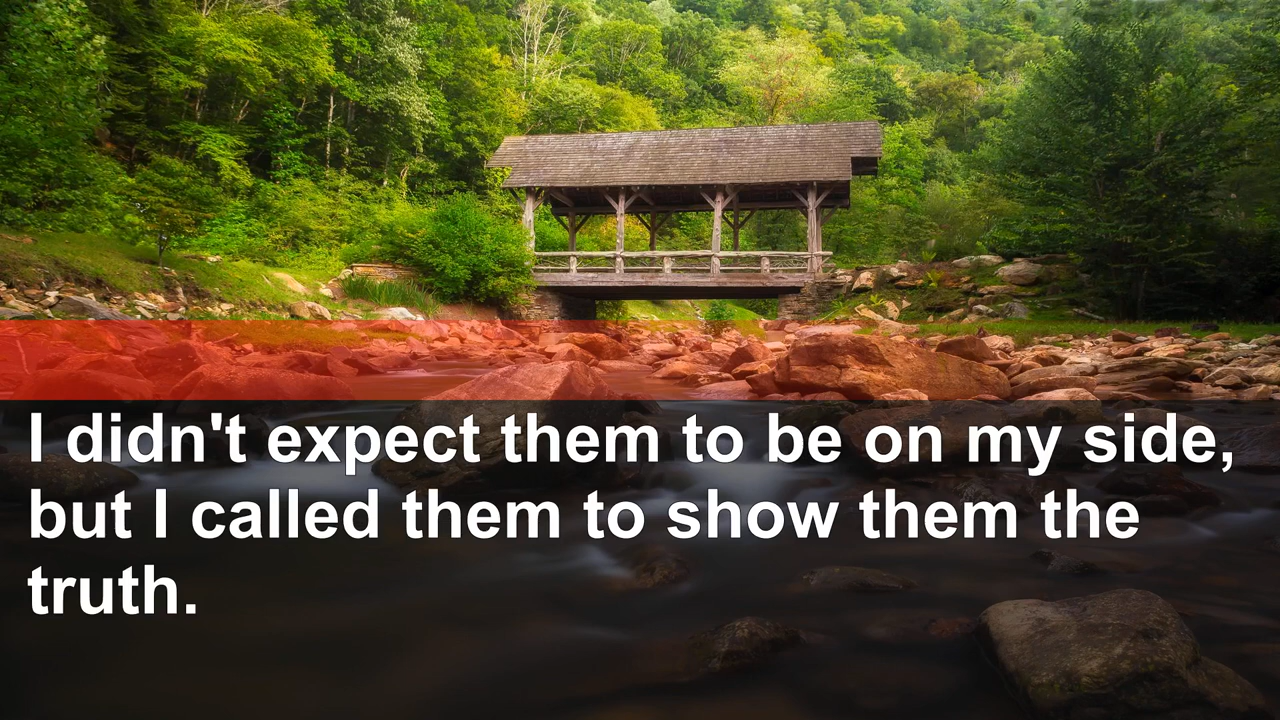 I didn't expect them to be on my side,
but I called them to show them the
truth.